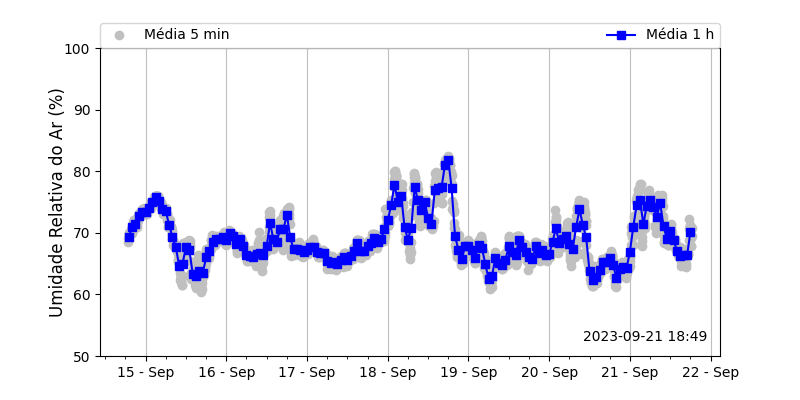 Média 5 min
Média 1 h
Umidade Relativa do Ar (%)
100
90
80
70
60
50
2023-09-21 18:49
15 - Sep
16 - Sep
17 - Sep
18 - Sep
19 - Sep
20 - Sep
21 - Sep
22 - Sep